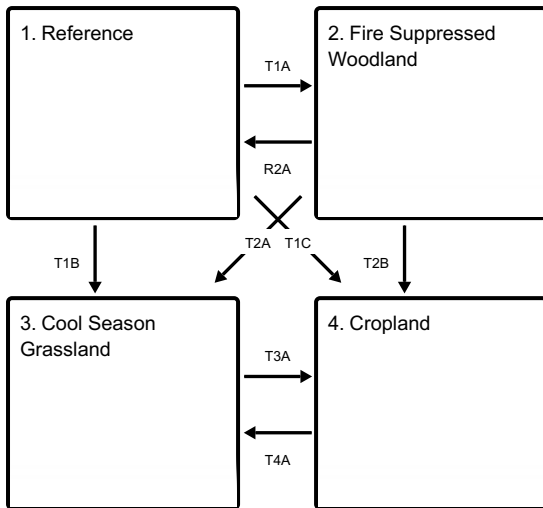 1. Reference
2. Fire Suppressed
Woodland
T1A
R2A
T1B
T2A
T1C
T2B
3. Cool Season
Grassland
4. Cropland
T3A
T4A